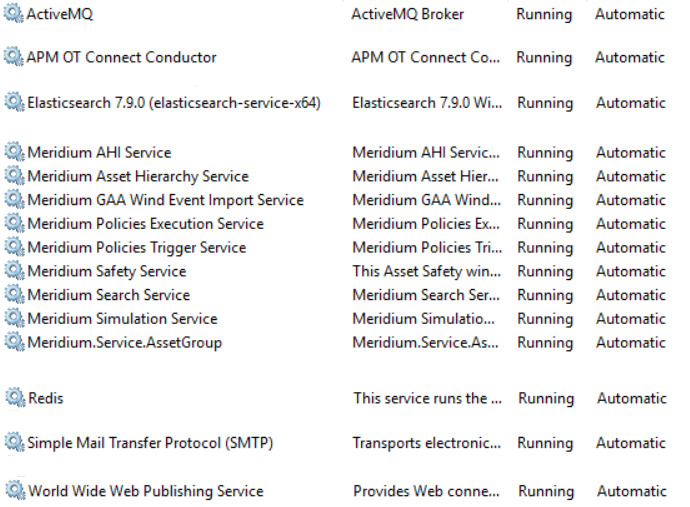 ActiveMQ ActiveMQ Broker Running Automatic
APM OT Connect Conductor APM OT Connect Co... Running Automatic
Elasticsearch 7.9.0 (elasticsearch-service-x64) Elasticsearch 7.9.0 Wi... Running Automatic
Meridium AHI Service Meridium AHI Servic... Running Automatic
Meridium Asset Hierarchy Service Meridium Asset Hier... Running Automatic
Meridium GAA Wind Event Import Service Meridium GAA Wind... Running Automatic
Meridium Policies Execution Service Meridium Policies Ex... Running Automatic
Meridium Policies Trigger Service Meridium Policies Tri... Running Automatic
Meridium Safety Service This Asset Safety win... Running Automatic
Meridium Search Service Meridium Search Ser... Running Automatic
Meridium Simulation Service Meridium Simulatio... Running Automatic
Meridium.Service.AssetGroup Meridium.Service.As... Running Automatic
Redis This service runs the ... Running Automatic
Simple Mail Transfer Protocol (SMTP) Transports electronic... Running Automatic
World Wide Web Publishing Service Provides Web conne... Running Automatic